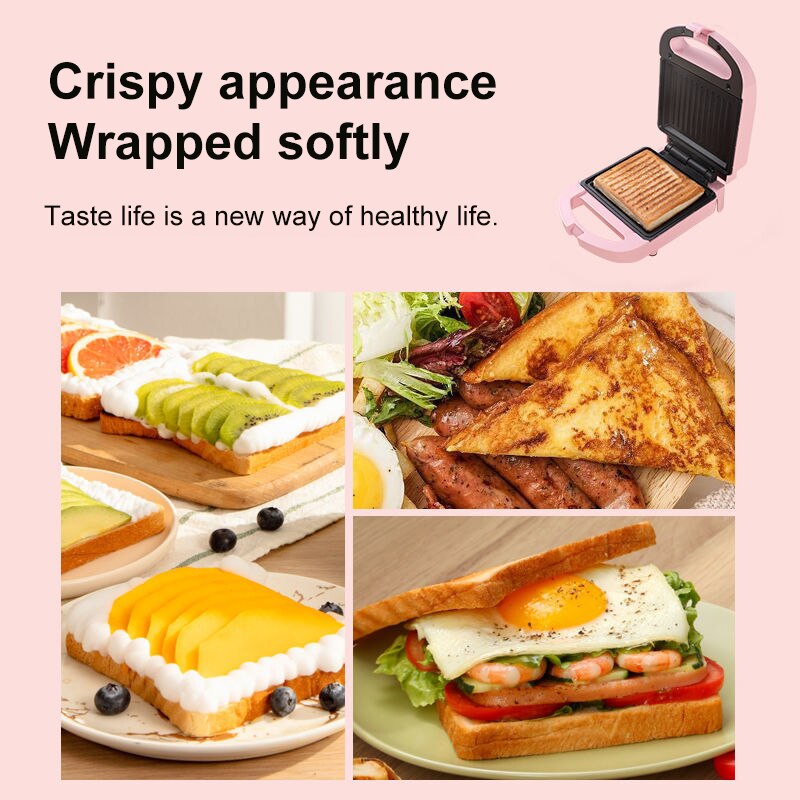 Crispy appearance
Wrapped softly
Taste life is a new way of healthy life.